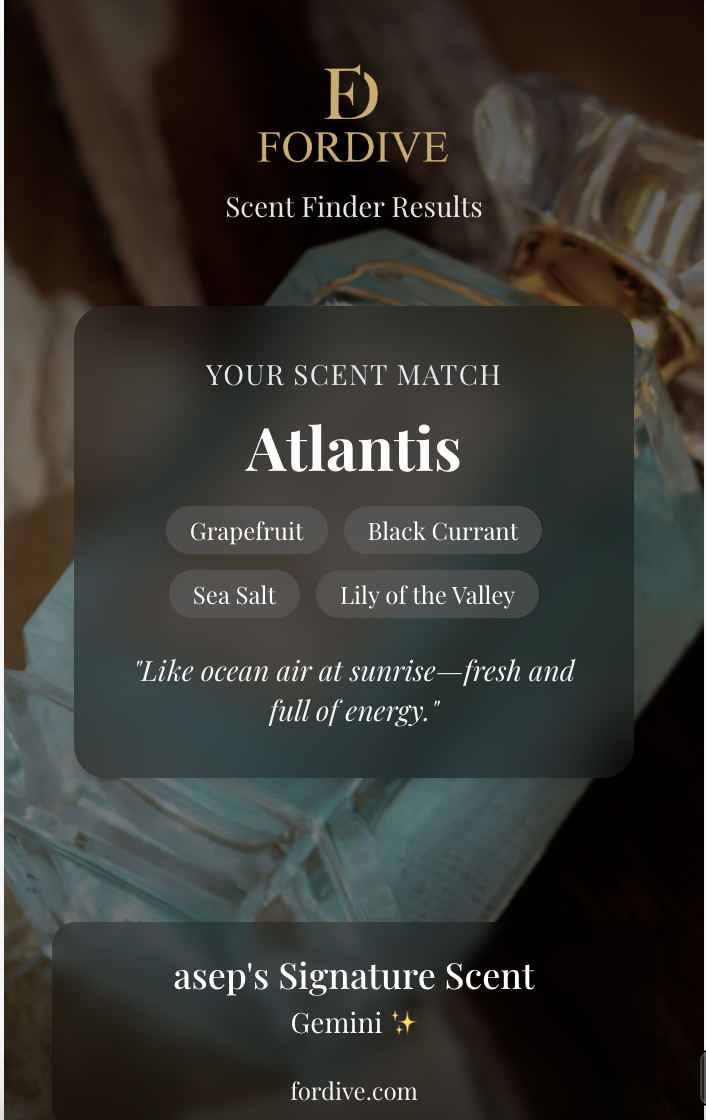 FD
FORDIVE
Scent Finder Results
YOUR SCENT MATCH
Atlantis
Grapefruit
Black Currant
Sea Salt
Lily of the Valley
"Like ocean air at sunrise—fresh and
full of energy."
asep's Signature Scent
Gemini ✨
fordive.com